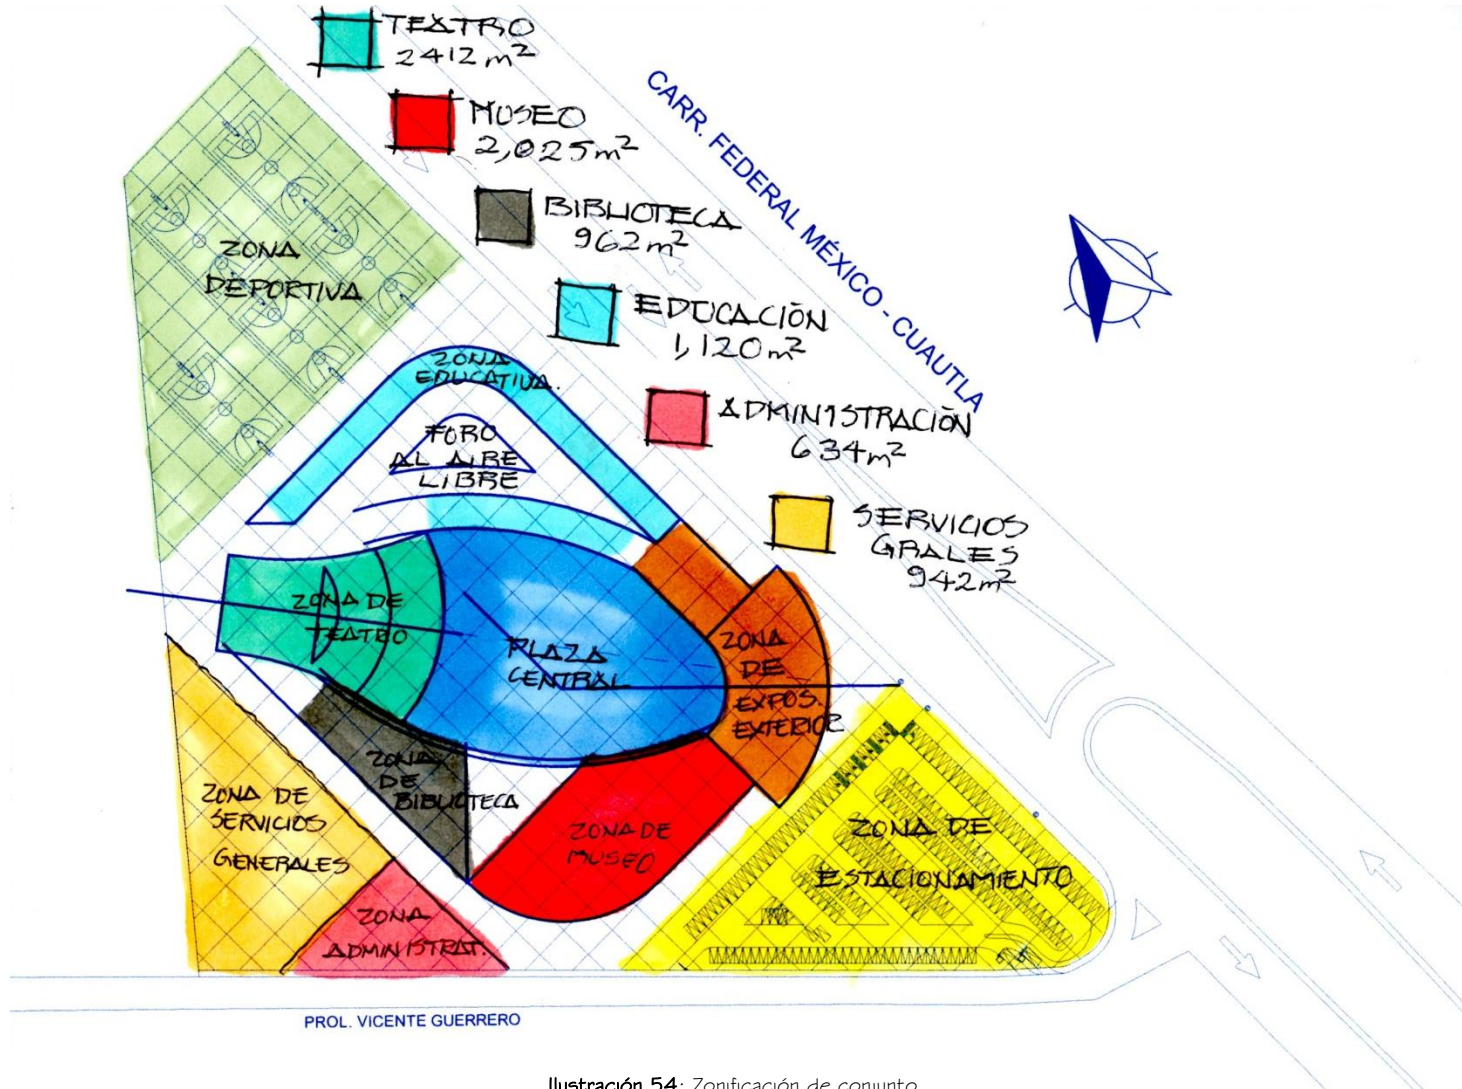 TEATRO
2412 m²
MUSEO
2,025 m²
BIBLIOTECA
962 m²
EDUCACIÓN
1,120 m²
ADMINISTRACIÓN
634 m²
SERVICIOS
GRALES
942 m²
CARR. FEDERAL MÉXICO - CUAUTLA
ZONA
DEPORTIVA
ZONA
EDUCATIVA.
FORO
AL AIRE
LIBRE
ZONA DE
TEATRO
PLAZA
CENTRAL
ZONA
DE
EXPOS.
EXTERIOR
ZONA
DE
BIBLIOTECA
ZONA DE
MUSEO
ZONA DE
SERVICIOS
GENERALES
ZONA
ADMINISTRAT.
ZONA DE
ESTACIONAMIENTO
PROL. VICENTE GUERRERO
Ilustración 54: Zonificación de conjunto